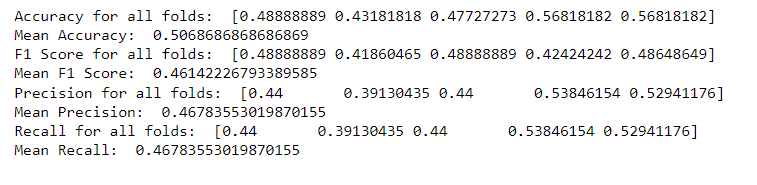 Accuracy for all folds:  [0.48888889 0.43181818 0.47727273 0.56818182 0.56818182]
Mean Accuracy:  0.5068686868686869
F1 Score for all folds:  [0.48888889 0.41860465 0.48888889 0.42424242 0.48648649]
Mean F1 Score:  0.46142226793389585
Precision for all folds:  [0.44       0.39130435 0.44       0.53846154 0.52941176]
Mean Precision:  0.46783553019870155
Recall for all folds:  [0.44       0.39130435 0.44       0.53846154 0.52941176]
Mean Recall:  0.46783553019870155